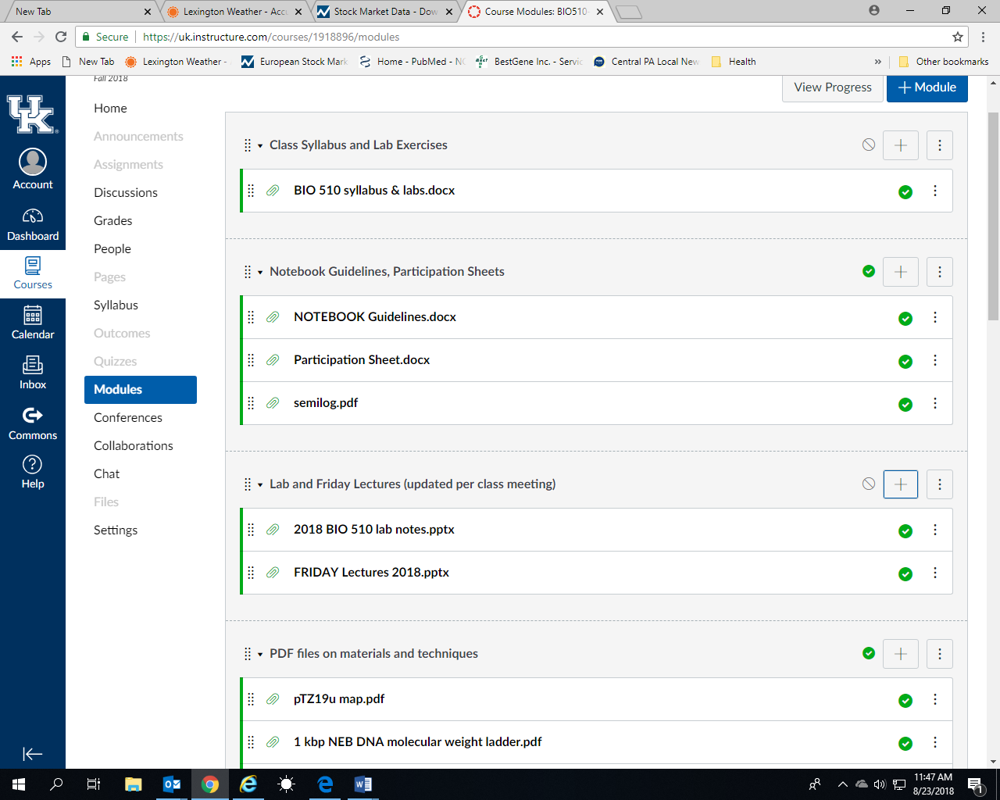 New Tab
Lexington Weather - Acc
Stock Market Data - Dow
Course Modules: BIO510-
Secure
https://uk.instructure.com/courses/1918896/modules
Apps
New Tab
Lexington Weather -
European Stock Mark
Home - PubMed - NC
BestGene Inc. - Servic
Central PA Local New
Health
»
Other bookmarks
Fall 2018
View Progress
+ Module
UK
Account
Dashboard
Courses
Calendar
Inbox
Commons
Help
Home
Announcements
Assignments
Discussions
Grades
People
Pages
Syllabus
Outcomes
Quizzes
Modules
Conferences
Collaborations
Chat
Files
Settings
Class Syllabus and Lab Exercises
BIO 510 syllabus & labs.docx
Notebook Guidelines, Participation Sheets
NOTEBOOK Guidelines.docx
Participation Sheet.docx
semilog.pdf
Lab and Friday Lectures (updated per class meeting)
2018 BIO 510 lab notes.pptx
FRIDAY Lectures 2018.pptx
PDF files on materials and techniques
pTZ19u map.pdf
1 kbp NEB DNA molecular weight ladder.pdf
11:47 AM
8/23/2018
1